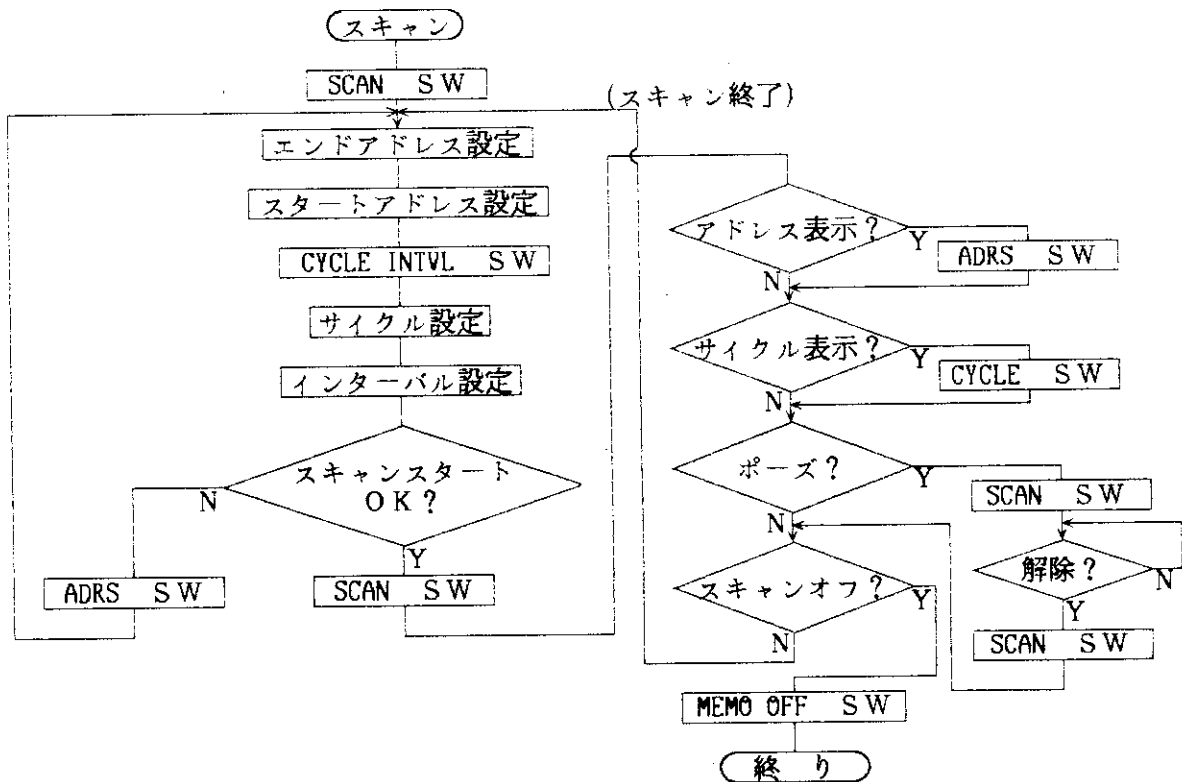 スキャン
SCAN SW
エンドアドレス設定
スタートアドレス設定
CYCLE INTVL SW
サイクル設定
インターバル設定
スキャンスタート
OK?
N
Y
ADRS SW
SCAN SW
(スキャン終了)
アドレス表示?
Y
ADRS SW
N
サイクル表示?
Y
CYCLE SW
N
ポーズ?
Y
SCAN SW
N
解除?
N
Y
SCAN SW
スキャンオフ?
Y
N
MEMO OFF SW
終り